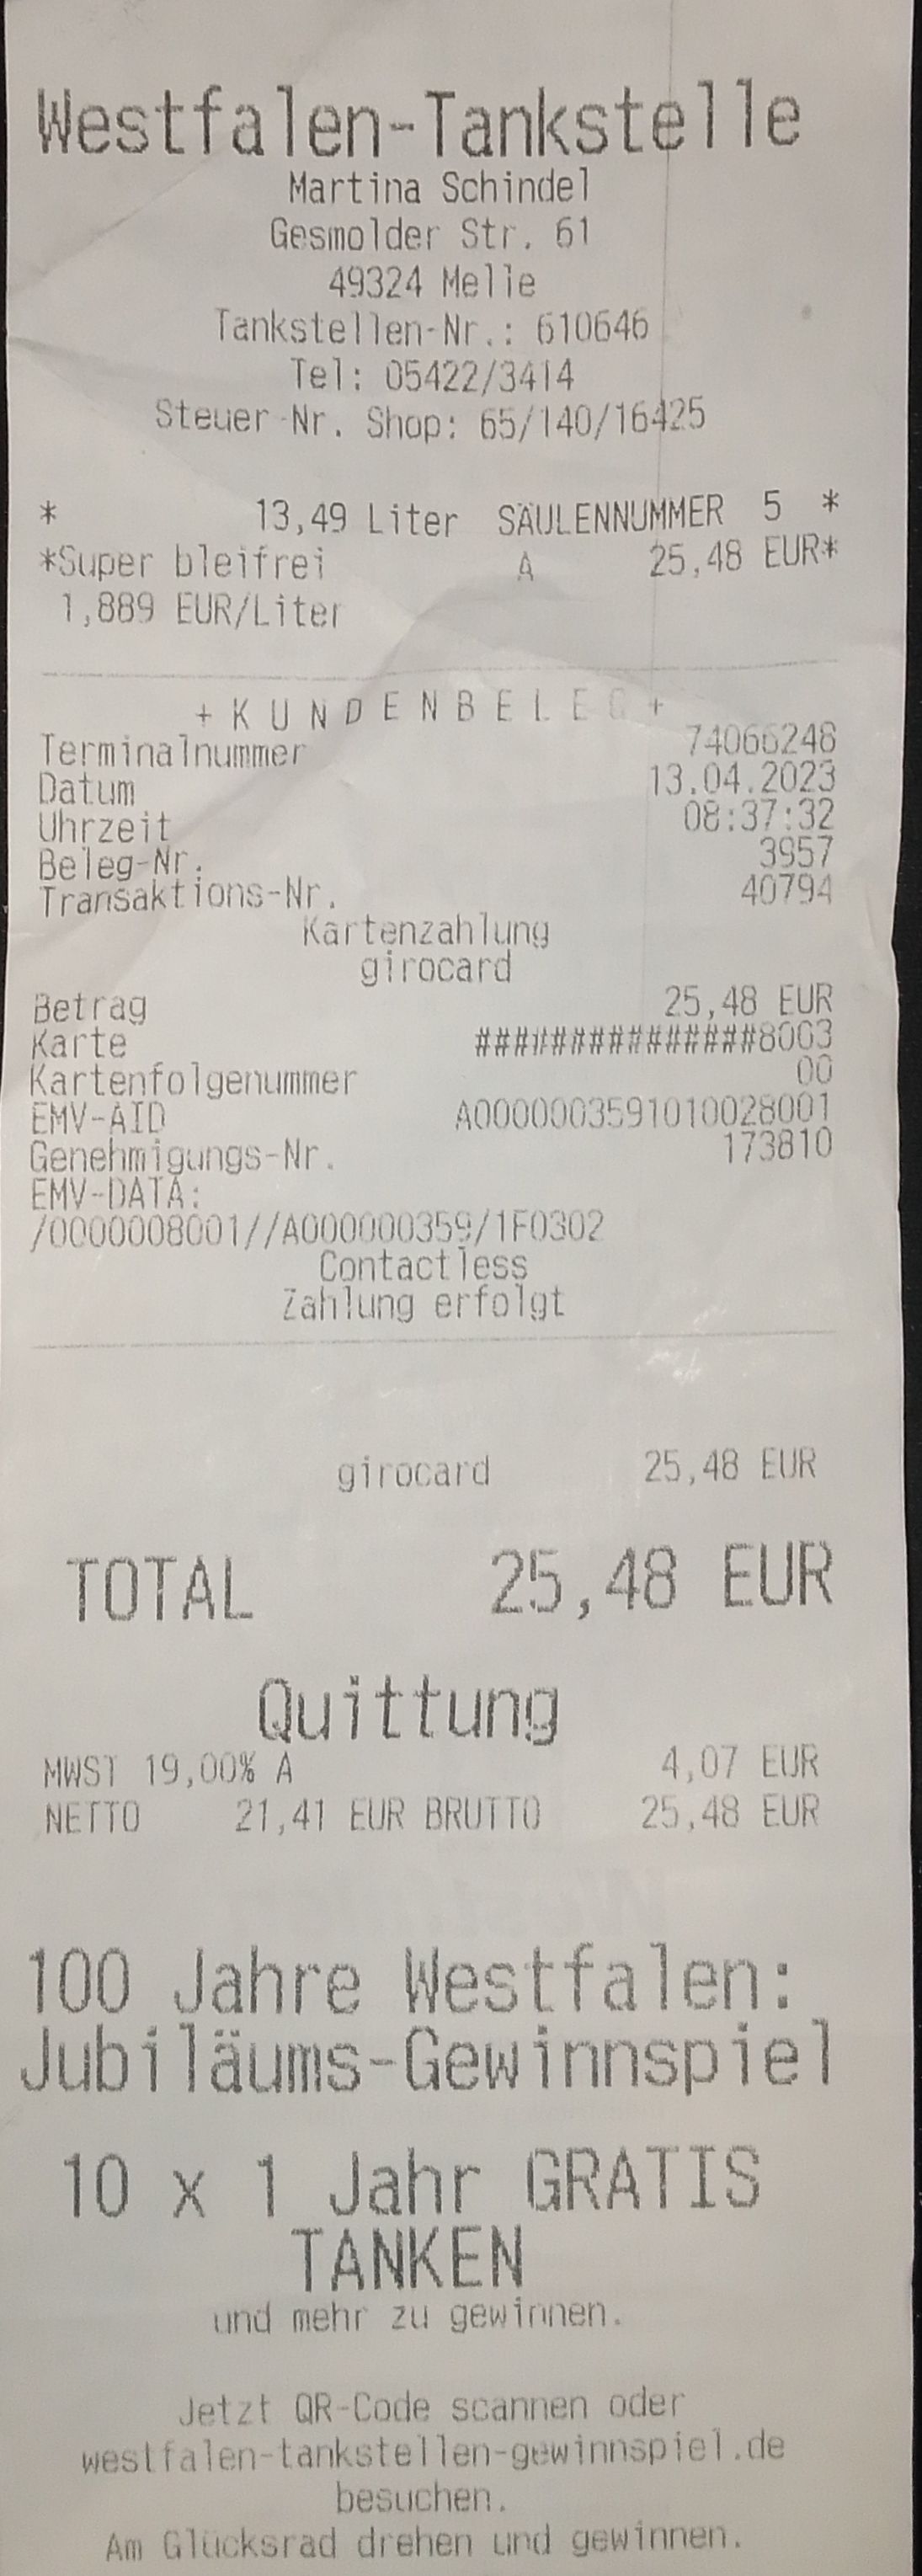 Westfalen-Tankstelle
Martina Schindel
Gesmolder Str. 61
49324 Melle
Tankstellen-Nr.: 610646
Tel: 05422/3414
Steuer-Nr. Shop: 65/140/16425
* 13,49 Liter SÄULENNUMMER 5 *
*Super bleifrei A 25,48 EUR*
1,889 EUR/Liter
+ K U N D E N B E L E G +
Terminalnummer 74066248
Datum 13.04.2023
Uhrzeit 08:37:32
Beleg-Nr. 3957
Transaktions-Nr. 40794
Kartenzahlung
girocard
Betrag 25,48 EUR
Karte ###############8003
Kartenfolgenummer 00
EMV-AID A0000003591010028001
Genehmigungs-Nr. 173810
EMV-DATA:
/0000008001//A000000359/1F0302
Contactless
Zahlung erfolgt
girocard 25,48 EUR
TOTAL 25,48 EUR
Quittung
MWST 19,00% A 4,07 EUR
NETTO 21,41 EUR BRUTTO 25,48 EUR
100 Jahre Westfalen:
Jubiläums-Gewinnspiel
10 x 1 Jahr GRATIS
TANKEN
und mehr zu gewinnen.
Jetzt QR-Code scannen oder
westfalen-tankstellen-gewinnspiel.de
besuchen.
Am Glücksrad drehen und gewinnen.